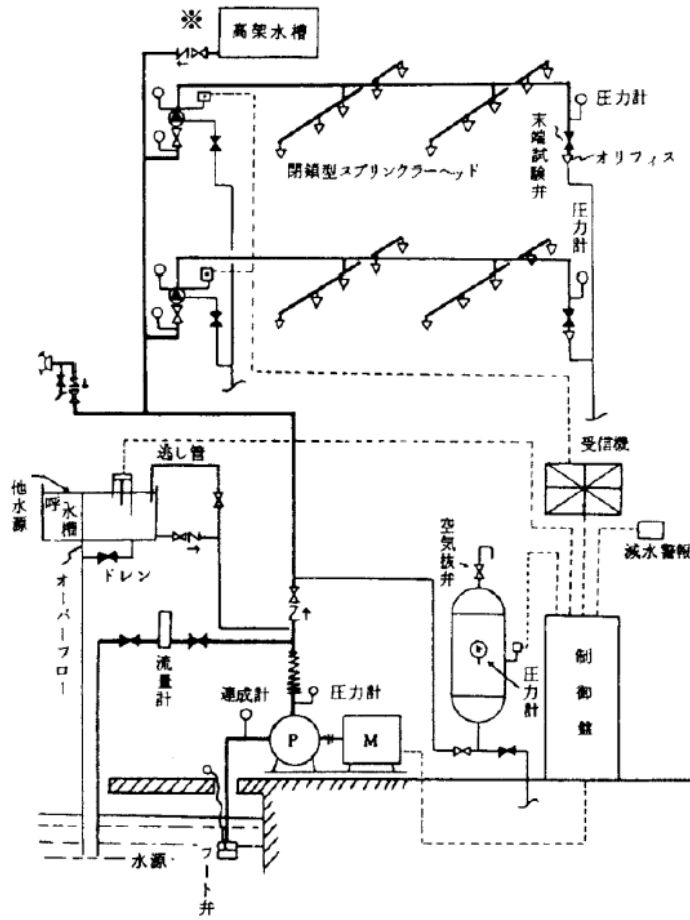 ※
高架水槽
圧力計
末端試験弁
オリフィス
閉鎖型スプリンクラーヘッド
圧力計
受信機
逃し管
他水源
呼水槽
減水警報
空気抜弁
ドレン
オーバーフロー
流量計
連成計
圧力計
圧力計
制御盤
P
M
水源
フート弁